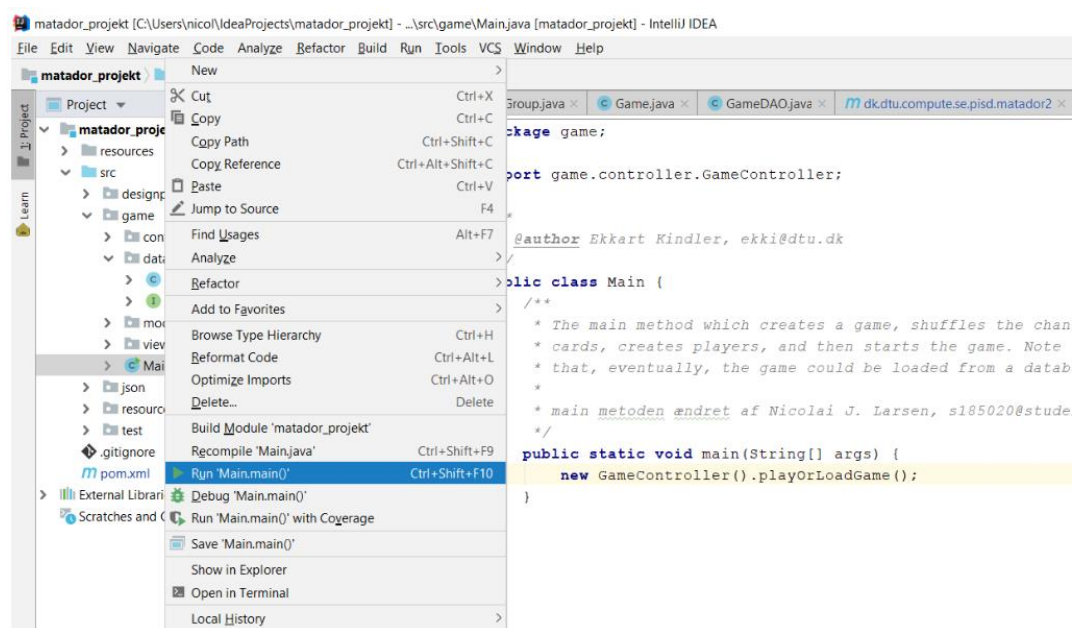 matador_projekt [C:\Users\nicol\IdeaProjects\matador_projekt] - ...\src\game\Main.java [matador_projekt] - IntelliJ IDEA
File Edit View Navigate Code Analyze Refactor Build Run Tools VCS Window Help
matador_projekt
Project
1: Project
Learn
matador_proje
resources
src
designp
game
con
data
C
I
mod
view
C Mai
json
resourc
test
.gitignore
m pom.xml
External Librari
Scratches and C
New
Cut Ctrl+X
Copy Ctrl+C
Copy Path Ctrl+Shift+C
Copy Reference Ctrl+Alt+Shift+C
Paste Ctrl+V
Jump to Source F4
Find Usages Alt+F7
Analyze
Refactor
Add to Favorites
Browse Type Hierarchy Ctrl+H
Reformat Code Ctrl+Alt+L
Optimize Imports Ctrl+Alt+O
Delete... Delete
Build Module 'matador_projekt'
Recompile 'Main.java' Ctrl+Shift+F9
Run 'Main.main()' Ctrl+Shift+F10
Debug 'Main.main()'
Run 'Main.main()' with Coverage
Save 'Main.main()'
Show in Explorer
Open in Terminal
Local History
Group.java C Game.java C GameDAO.java m dk.dtu.compute.se.pisd.matador2
ckage game;
port game.controller.GameController;
*
@author Ekkart Kindler, ekki@dtu.dk
/
blic class Main {
/**
* The main method which creates a game, shuffles the chan
* cards, creates players, and then starts the game. Note
* that, eventually, the game could be loaded from a datab
*
* main metoden ændret af Nicolai J. Larsen, s185020@stude
*/
public static void main(String[] args) {
new GameController().playOrLoadGame();
}